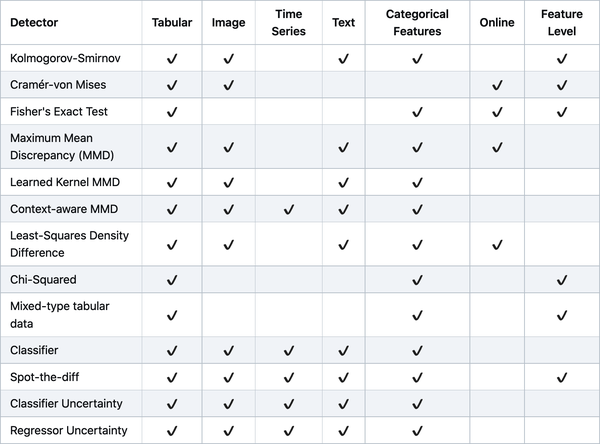 Detector Tabular Image Time Series Text Categorical Features Online Feature Level
Kolmogorov-Smirnov ✔ ✔ ✔ ✔ ✔
Cramér-von Mises ✔ ✔ ✔ ✔
Fisher's Exact Test ✔ ✔ ✔ ✔
Maximum Mean Discrepancy (MMD) ✔ ✔ ✔ ✔ ✔
Learned Kernel MMD ✔ ✔ ✔ ✔
Context-aware MMD ✔ ✔ ✔ ✔ ✔
Least-Squares Density Difference ✔ ✔ ✔ ✔ ✔
Chi-Squared ✔ ✔ ✔
Mixed-type tabular data ✔ ✔ ✔
Classifier ✔ ✔ ✔ ✔ ✔
Spot-the-diff ✔ ✔ ✔ ✔ ✔ ✔
Classifier Uncertainty ✔ ✔ ✔ ✔ ✔
Regressor Uncertainty ✔ ✔ ✔ ✔ ✔